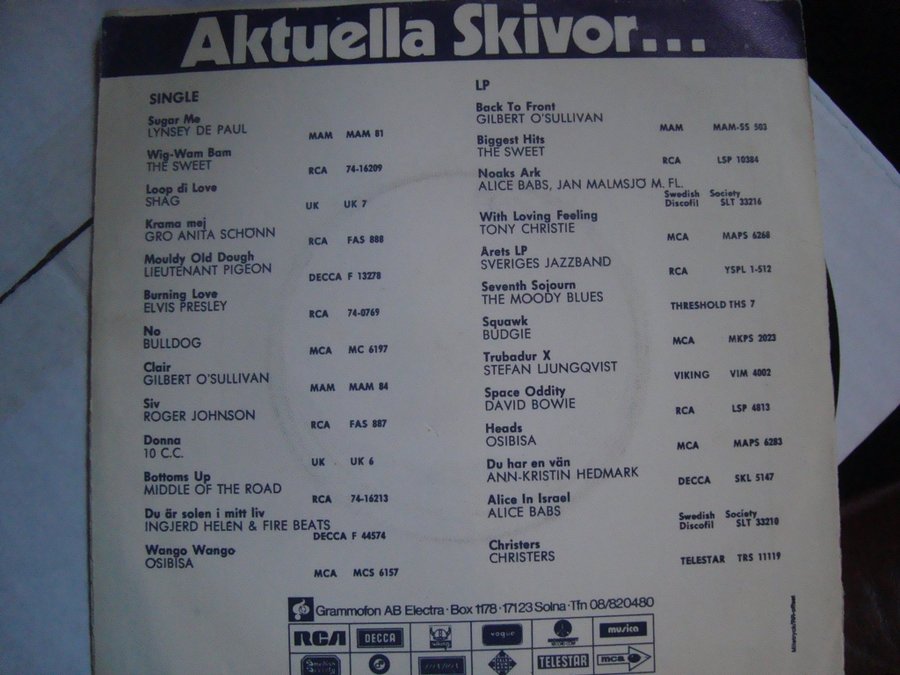 Aktuella Skivor...
SINGLE
Sugar Me
LYNSEY DE PAUL
MAM MAM 81
Wig-Wam Bam
THE SWEET
RCA 74-16209
Loop di Love
SHAG
UK UK 7
Krama mej
GRO ANITA SCHÖNN
RCA FAS 888
Mouldy Old Dough
LIEUTENANT PIGEON
DECCA F 13278
Burning Love
ELVIS PRESLEY
RCA 74-0769
No
BULLDOG
MCA MC 6197
Clair
GILBERT O'SULLIVAN
MAM MAM 84
Siv
ROGER JOHNSON
RCA FAS 887
Donna
10 C.C.
UK UK 6
Bottoms Up
MIDDLE OF THE ROAD
RCA 74-16213
Du är solen i mitt liv
INGJERD HELEN & FIRE BEATS
DECCA F 44574
Wango Wango
OSIBISA
MCA MCS 6157
LP
Back To Front
GILBERT O'SULLIVAN
MAM MAM-SS 503
Biggest Hits
THE SWEET
RCA LSP 10384
Noaks Ark
ALICE BABS, JAN MALMSJÖ M. FL.
Swedish Society
Discofil SLT 33216
With Loving Feeling
TONY CHRISTIE
MCA MAPS 6268
Årets LP
SVERIGES JAZZBAND
RCA YSPL 1-512
Seventh Sojourn
THE MOODY BLUES
THRESHOLD THS 7
Squawk
BUDGIE
MCA MKPS 2023
Trubadur X
STEFAN LJUNGQVIST
VIKING VIM 4002
Space Oddity
DAVID BOWIE
RCA LSP 4813
Heads
OSIBISA
MCA MAPS 6283
Du har en vän
ANN-KRISTIN HEDMARK
DECCA SKL 5147
Alice In Israel
ALICE BABS
Swedish Society
Discofil SLT 33210
Christers
CHRISTERS
TELESTAR TRS 11119
Grammofon AB Electra · Box 1178 · 17123 Solna · Tfn 08/820480
RCA DECCA vogue musica
TELESTAR mca